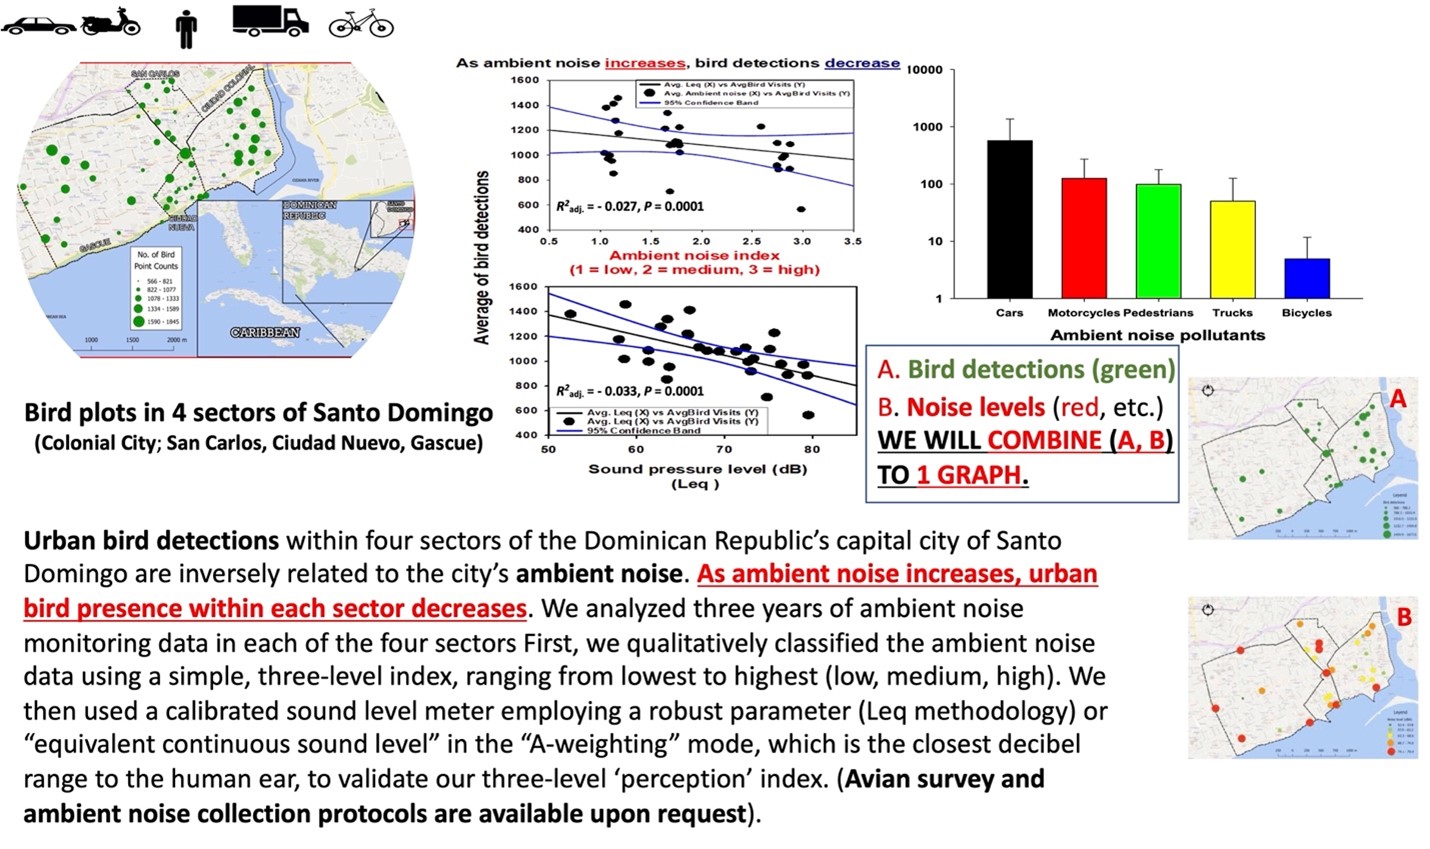 SAN CARLOS
CIUDAD COLONIAL
CIUDAD
NUEVA
GASCUE
OZAMA RIVER
No. of Bird
Point Counts
566 - 821
822 - 1077
1078 - 1333
1334 - 1589
1590 - 1845
1000 1500 2000 m
DOMINICAN
REPUBLIC
SANTO
DOMINGO
CARIBBEAN
Bird plots in 4 sectors of Santo Domingo
(Colonial City; San Carlos, Ciudad Nuevo, Gascue)
As ambient noise increases, bird detections decrease
Average of bird detections
1600
1400
1200
1000
800
600
400
Avg. Leq (X) vs AvgBird Visits (Y)
Avg. Ambient noise (X) vs AvgBird Visits (Y)
95% Confidence Band
R²adj. = - 0.027, P = 0.0001
0.5 1.0 1.5 2.0 2.5 3.0 3.5
Ambient noise index
(1 = low, 2 = medium, 3 = high)
1600
1400
1200
1000
800
600
400
R²adj. = - 0.033, P = 0.0001
Avg. Leq (X) vs AvgBird Visits (Y)
Avg. Leq (X) vs AvgBird Visits (Y)
95% Confidence Band
50 60 70 80
Sound pressure level (dB)
(Leq )
10000
1000
100
10
1
Cars Motorcycles Pedestrians Trucks Bicycles
Ambient noise pollutants
A. Bird detections (green)
B. Noise levels (red, etc.)
WE WILL COMBINE (A, B)
TO 1 GRAPH.
A
Legend
B
Legend
Urban bird detections within four sectors of the Dominican Republic’s capital city of Santo
Domingo are inversely related to the city’s ambient noise. As ambient noise increases, urban
bird presence within each sector decreases. We analyzed three years of ambient noise
monitoring data in each of the four sectors First, we qualitatively classified the ambient noise
data using a simple, three-level index, ranging from lowest to highest (low, medium, high). We
then used a calibrated sound level meter employing a robust parameter (Leq methodology) or
“equivalent continuous sound level” in the “A-weighting” mode, which is the closest decibel
range to the human ear, to validate our three-level ‘perception’ index. (Avian survey and
ambient noise collection protocols are available upon request).